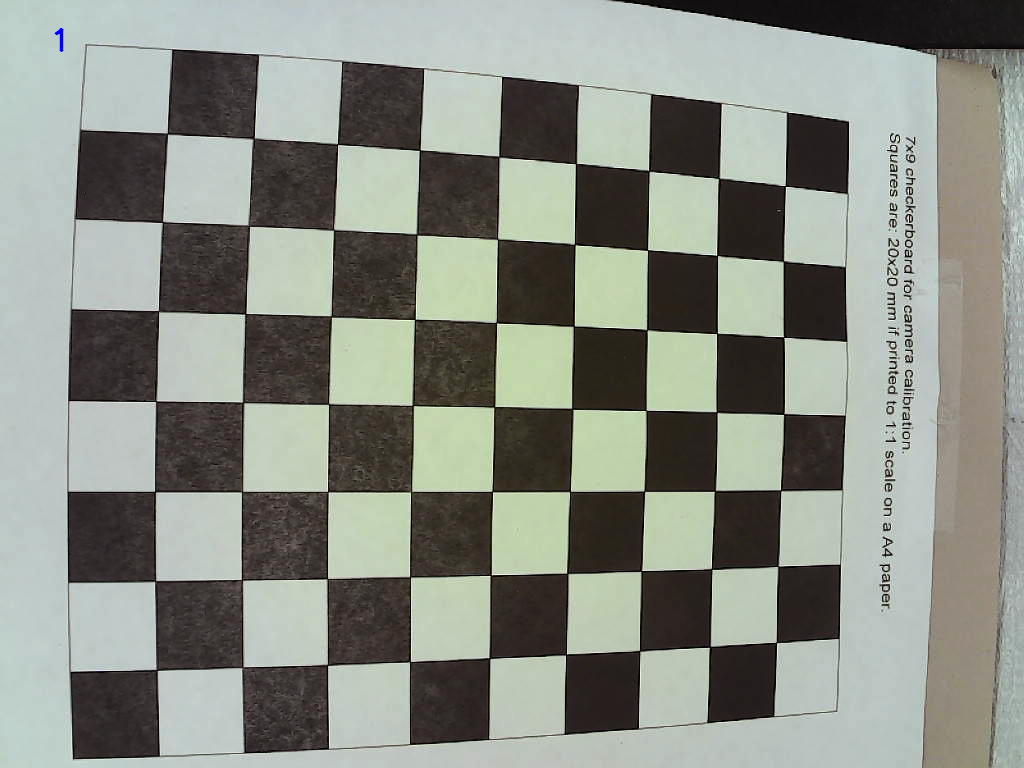 1
7x9 checkerboard for camera calibration.
Squares are: 20x20 mm if printed to 1:1 scale on a A4 paper.